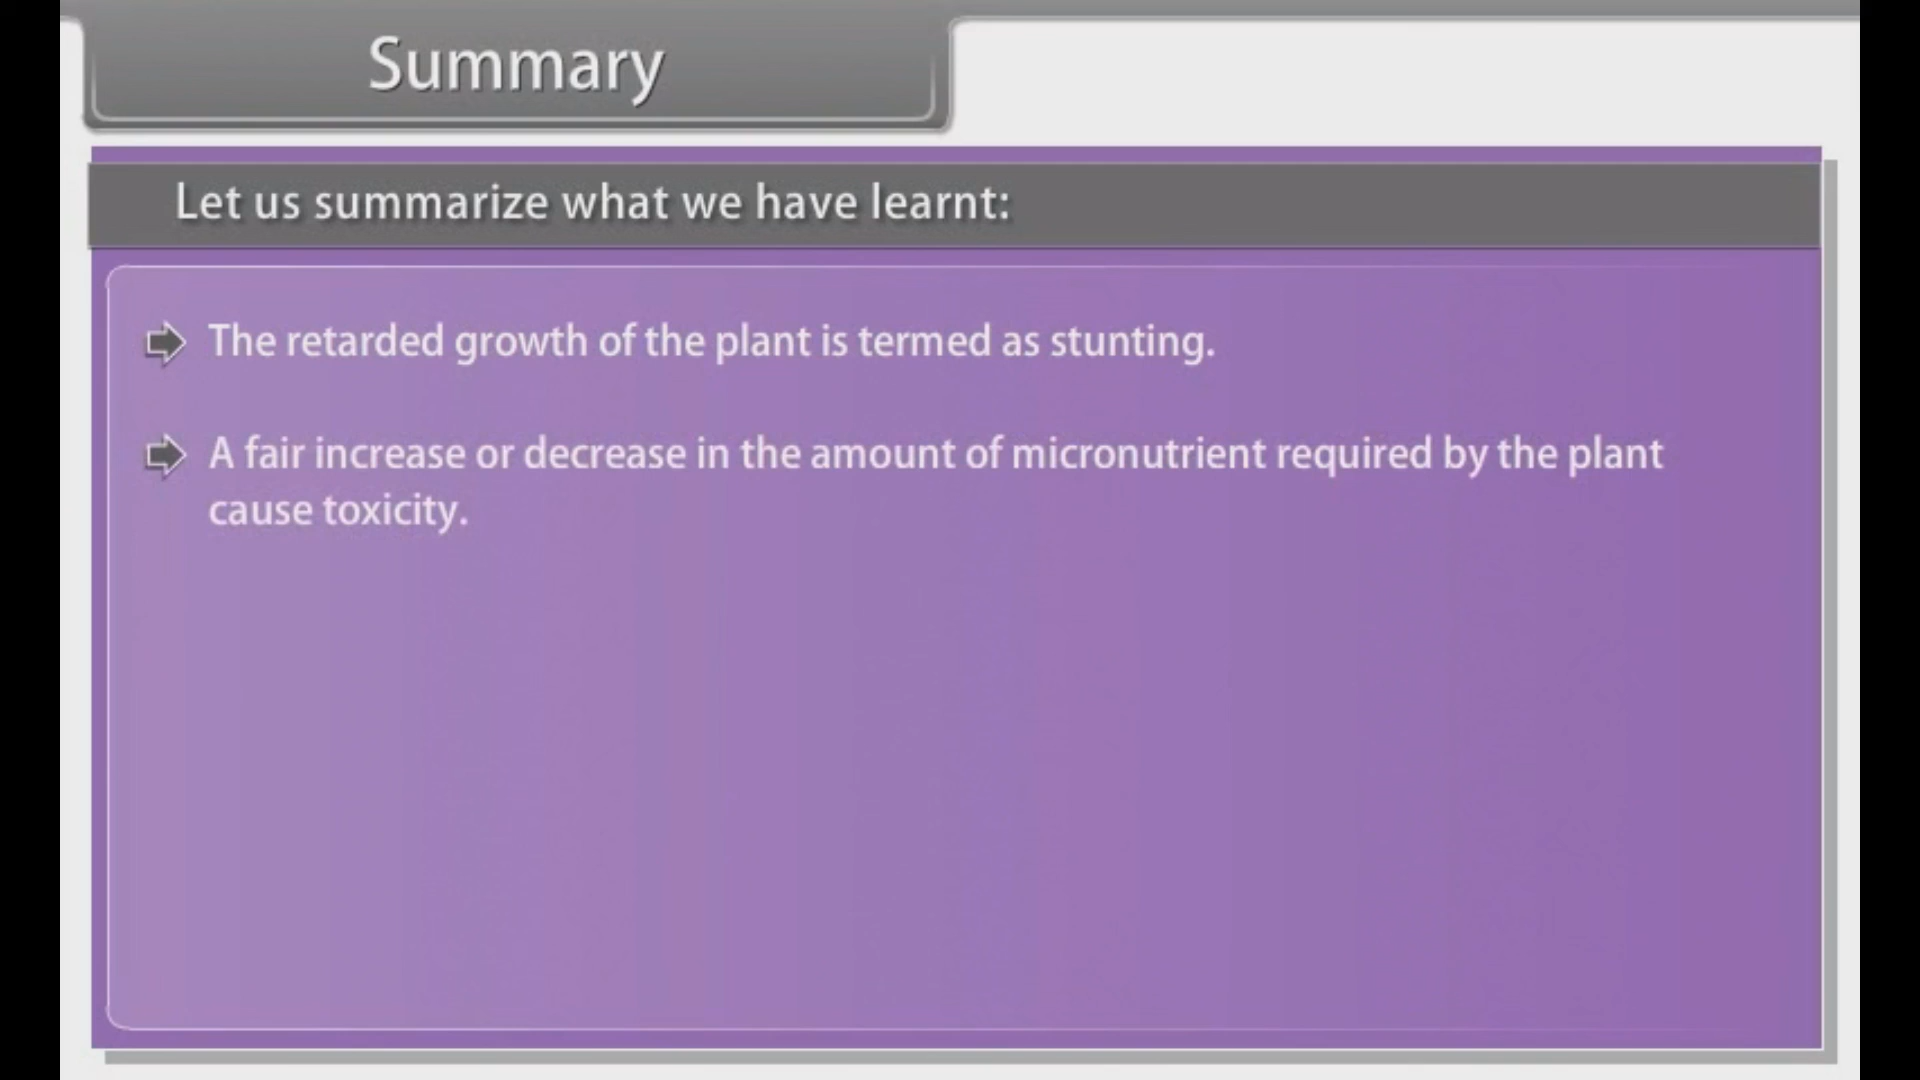 Summary
Let us summarize what we have learnt:
The retarded growth of the plant is termed as stunting.
A fair increase or decrease in the amount of micronutrient required by the plant
cause toxicity.